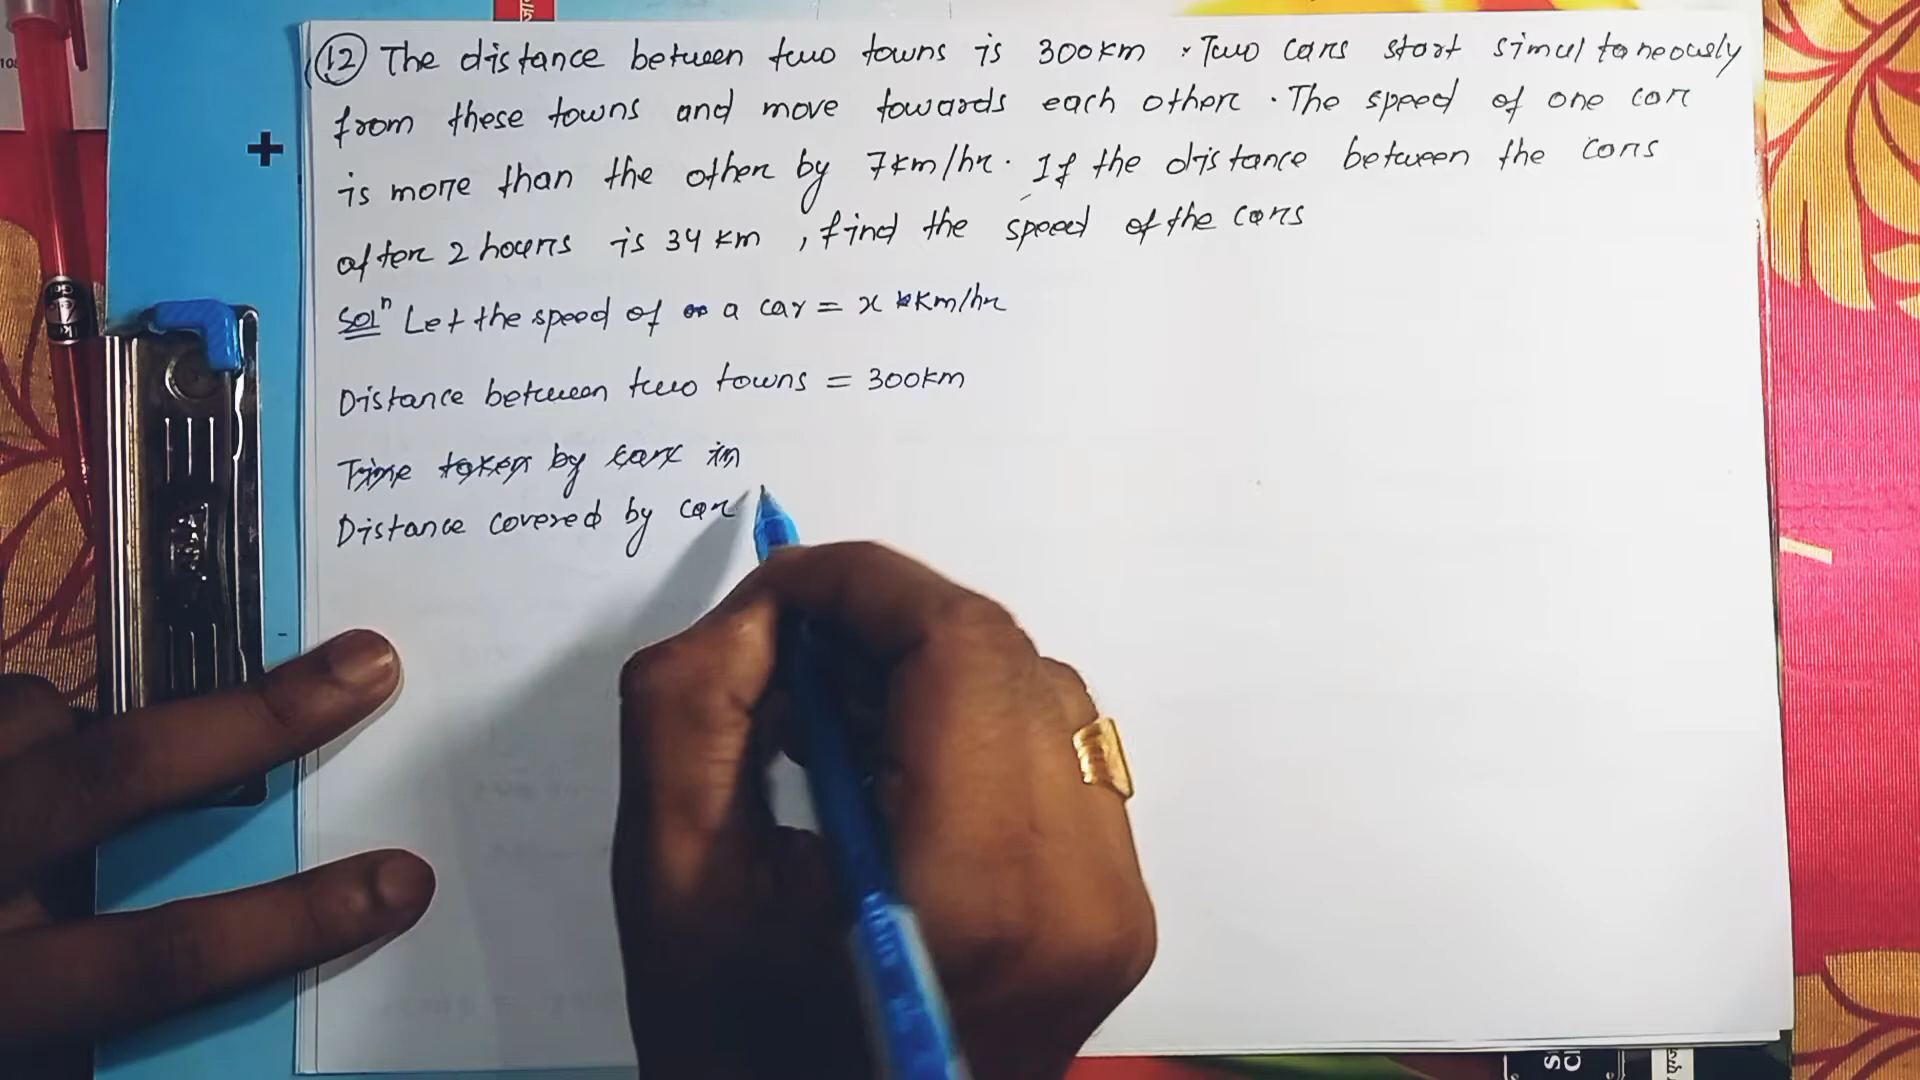 (12) The distance between two towns is 300km . Two cars start simultaneously
from these towns and move towards each other . The speed of one car
is more than the other by 7km/hr . If the distance between the cars
after 2 hours is 34 km , find the speed of the cars
Solⁿ Let the speed of a car = x km/hr
Distance between two towns = 300km
Time taken by car in
Distance covered by car